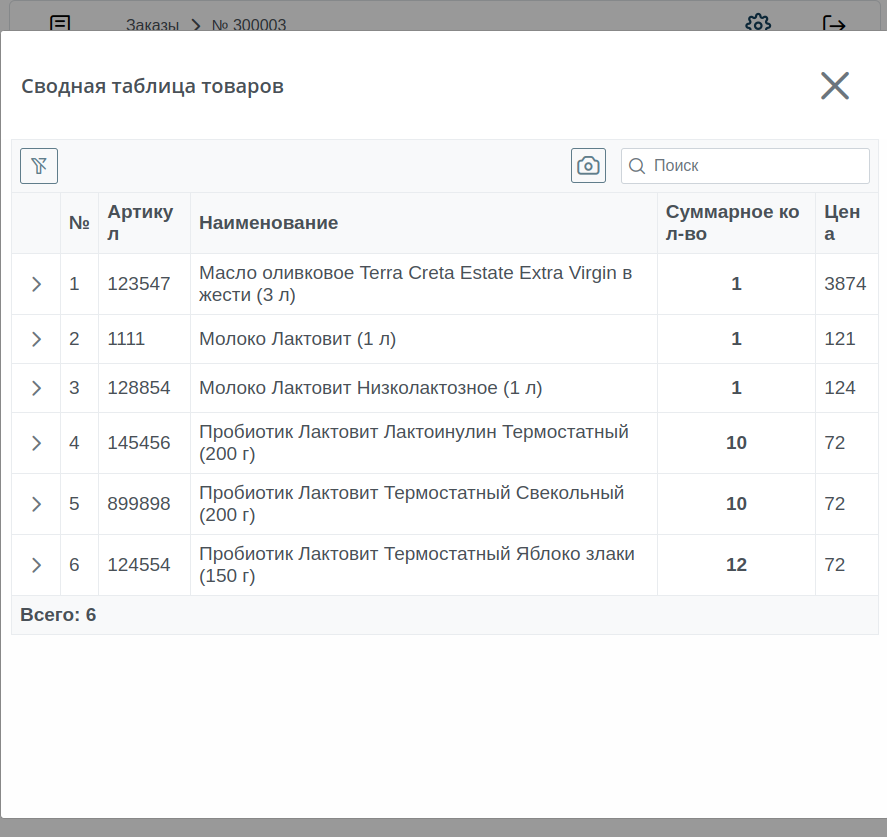 Заказы № 300003
Сводная таблица товаров
Поиск
№ Артику
л Наименование Суммарное ко
л-во Цен
а
1 123547 Масло оливковое Terra Creta Estate Extra Virgin в
жести (3 л) 1 3874
2 1111 Молоко Лактовит (1 л) 1 121
3 128854 Молоко Лактовит Низколактозное (1 л) 1 124
4 145456 Пробиотик Лактовит Лактоинулин Термостатный
(200 г) 10 72
5 899898 Пробиотик Лактовит Термостатный Свекольный
(200 г) 10 72
6 124554 Пробиотик Лактовит Термостатный Яблоко злаки
(150 г) 12 72
Всего: 6